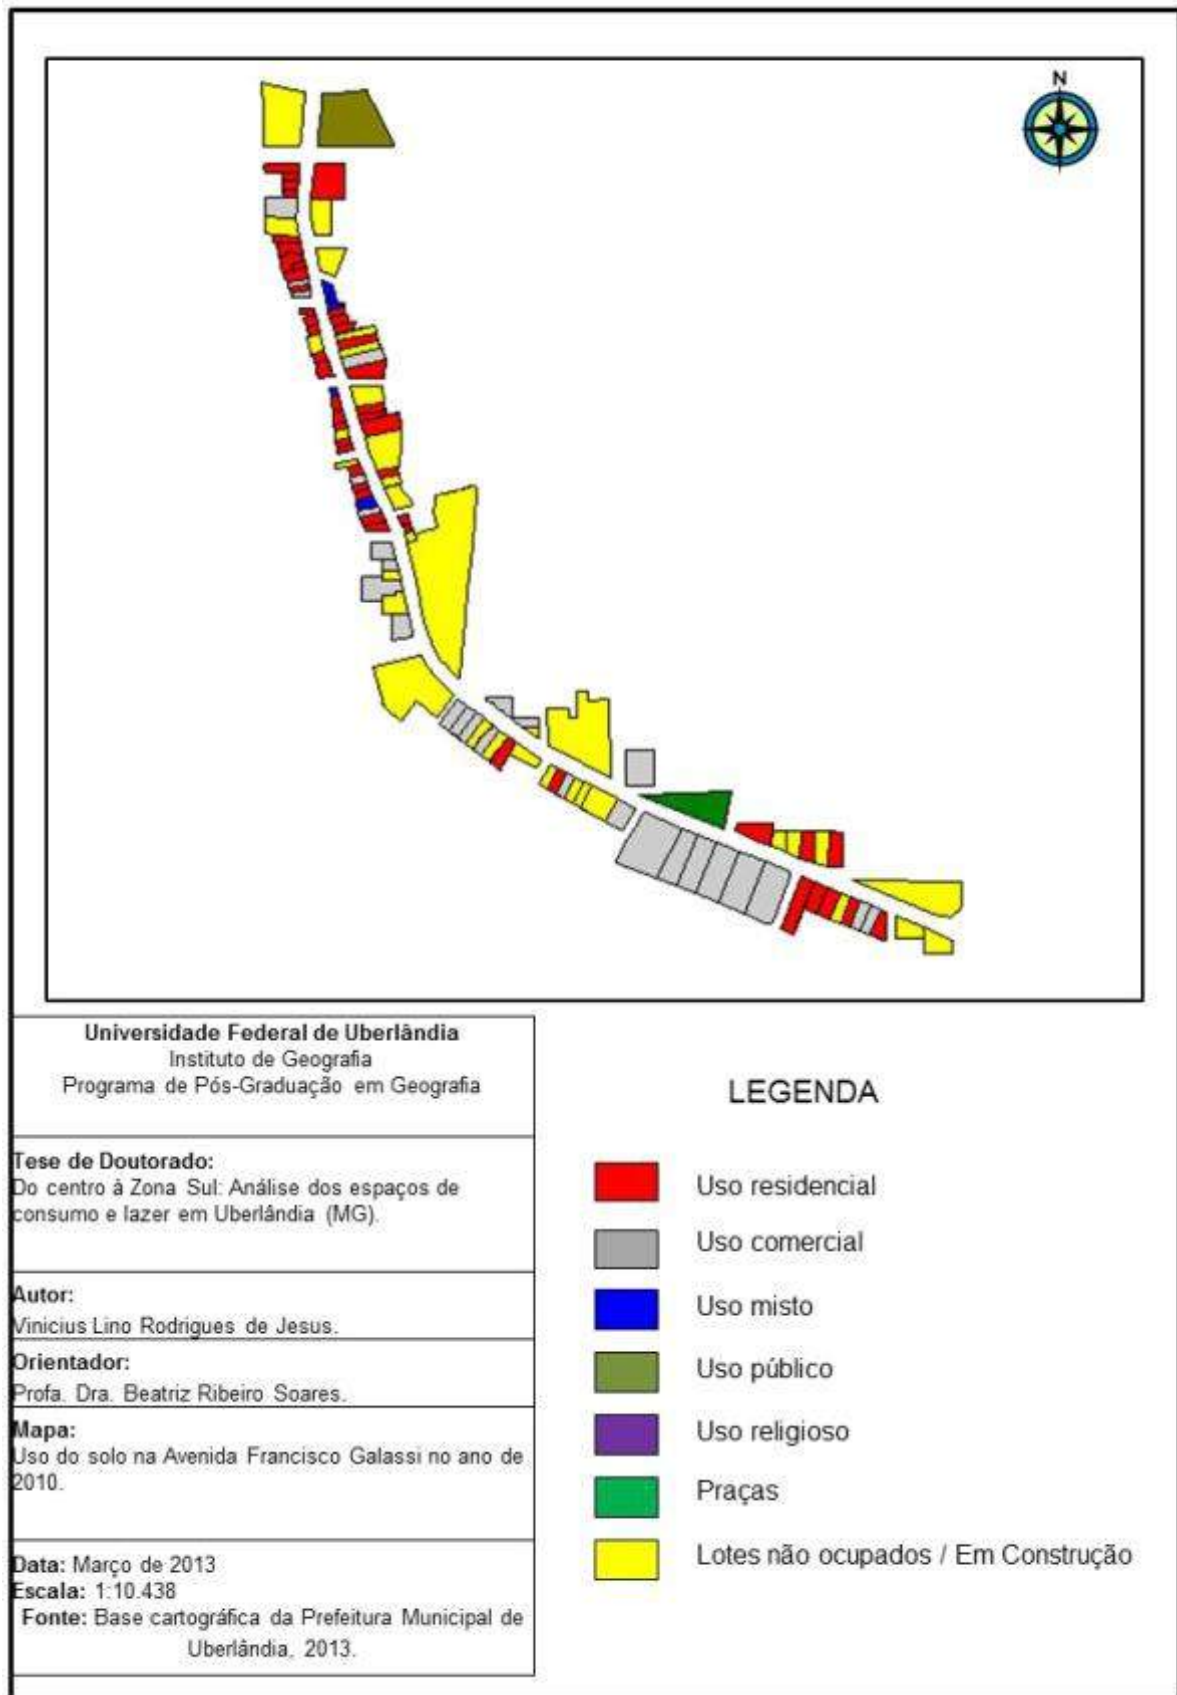 N
Universidade Federal de Uberlândia
Instituto de Geografia
Programa de Pós-Graduação em Geografia
Tese de Doutorado:
Do centro à Zona Sul: Análise dos espaços de
consumo e lazer em Uberlândia (MG).
Autor:
Vinicius Lino Rodrigues de Jesus.
Orientador:
Profa. Dra. Beatriz Ribeiro Soares.
Mapa:
Uso do solo na Avenida Francisco Galassi no ano de
2010.
Data: Março de 2013
Escala: 1:10.438
Fonte: Base cartográfica da Prefeitura Municipal de
Uberlândia, 2013.
LEGENDA
Uso residencial
Uso comercial
Uso misto
Uso público
Uso religioso
Praças
Lotes não ocupados / Em Construção